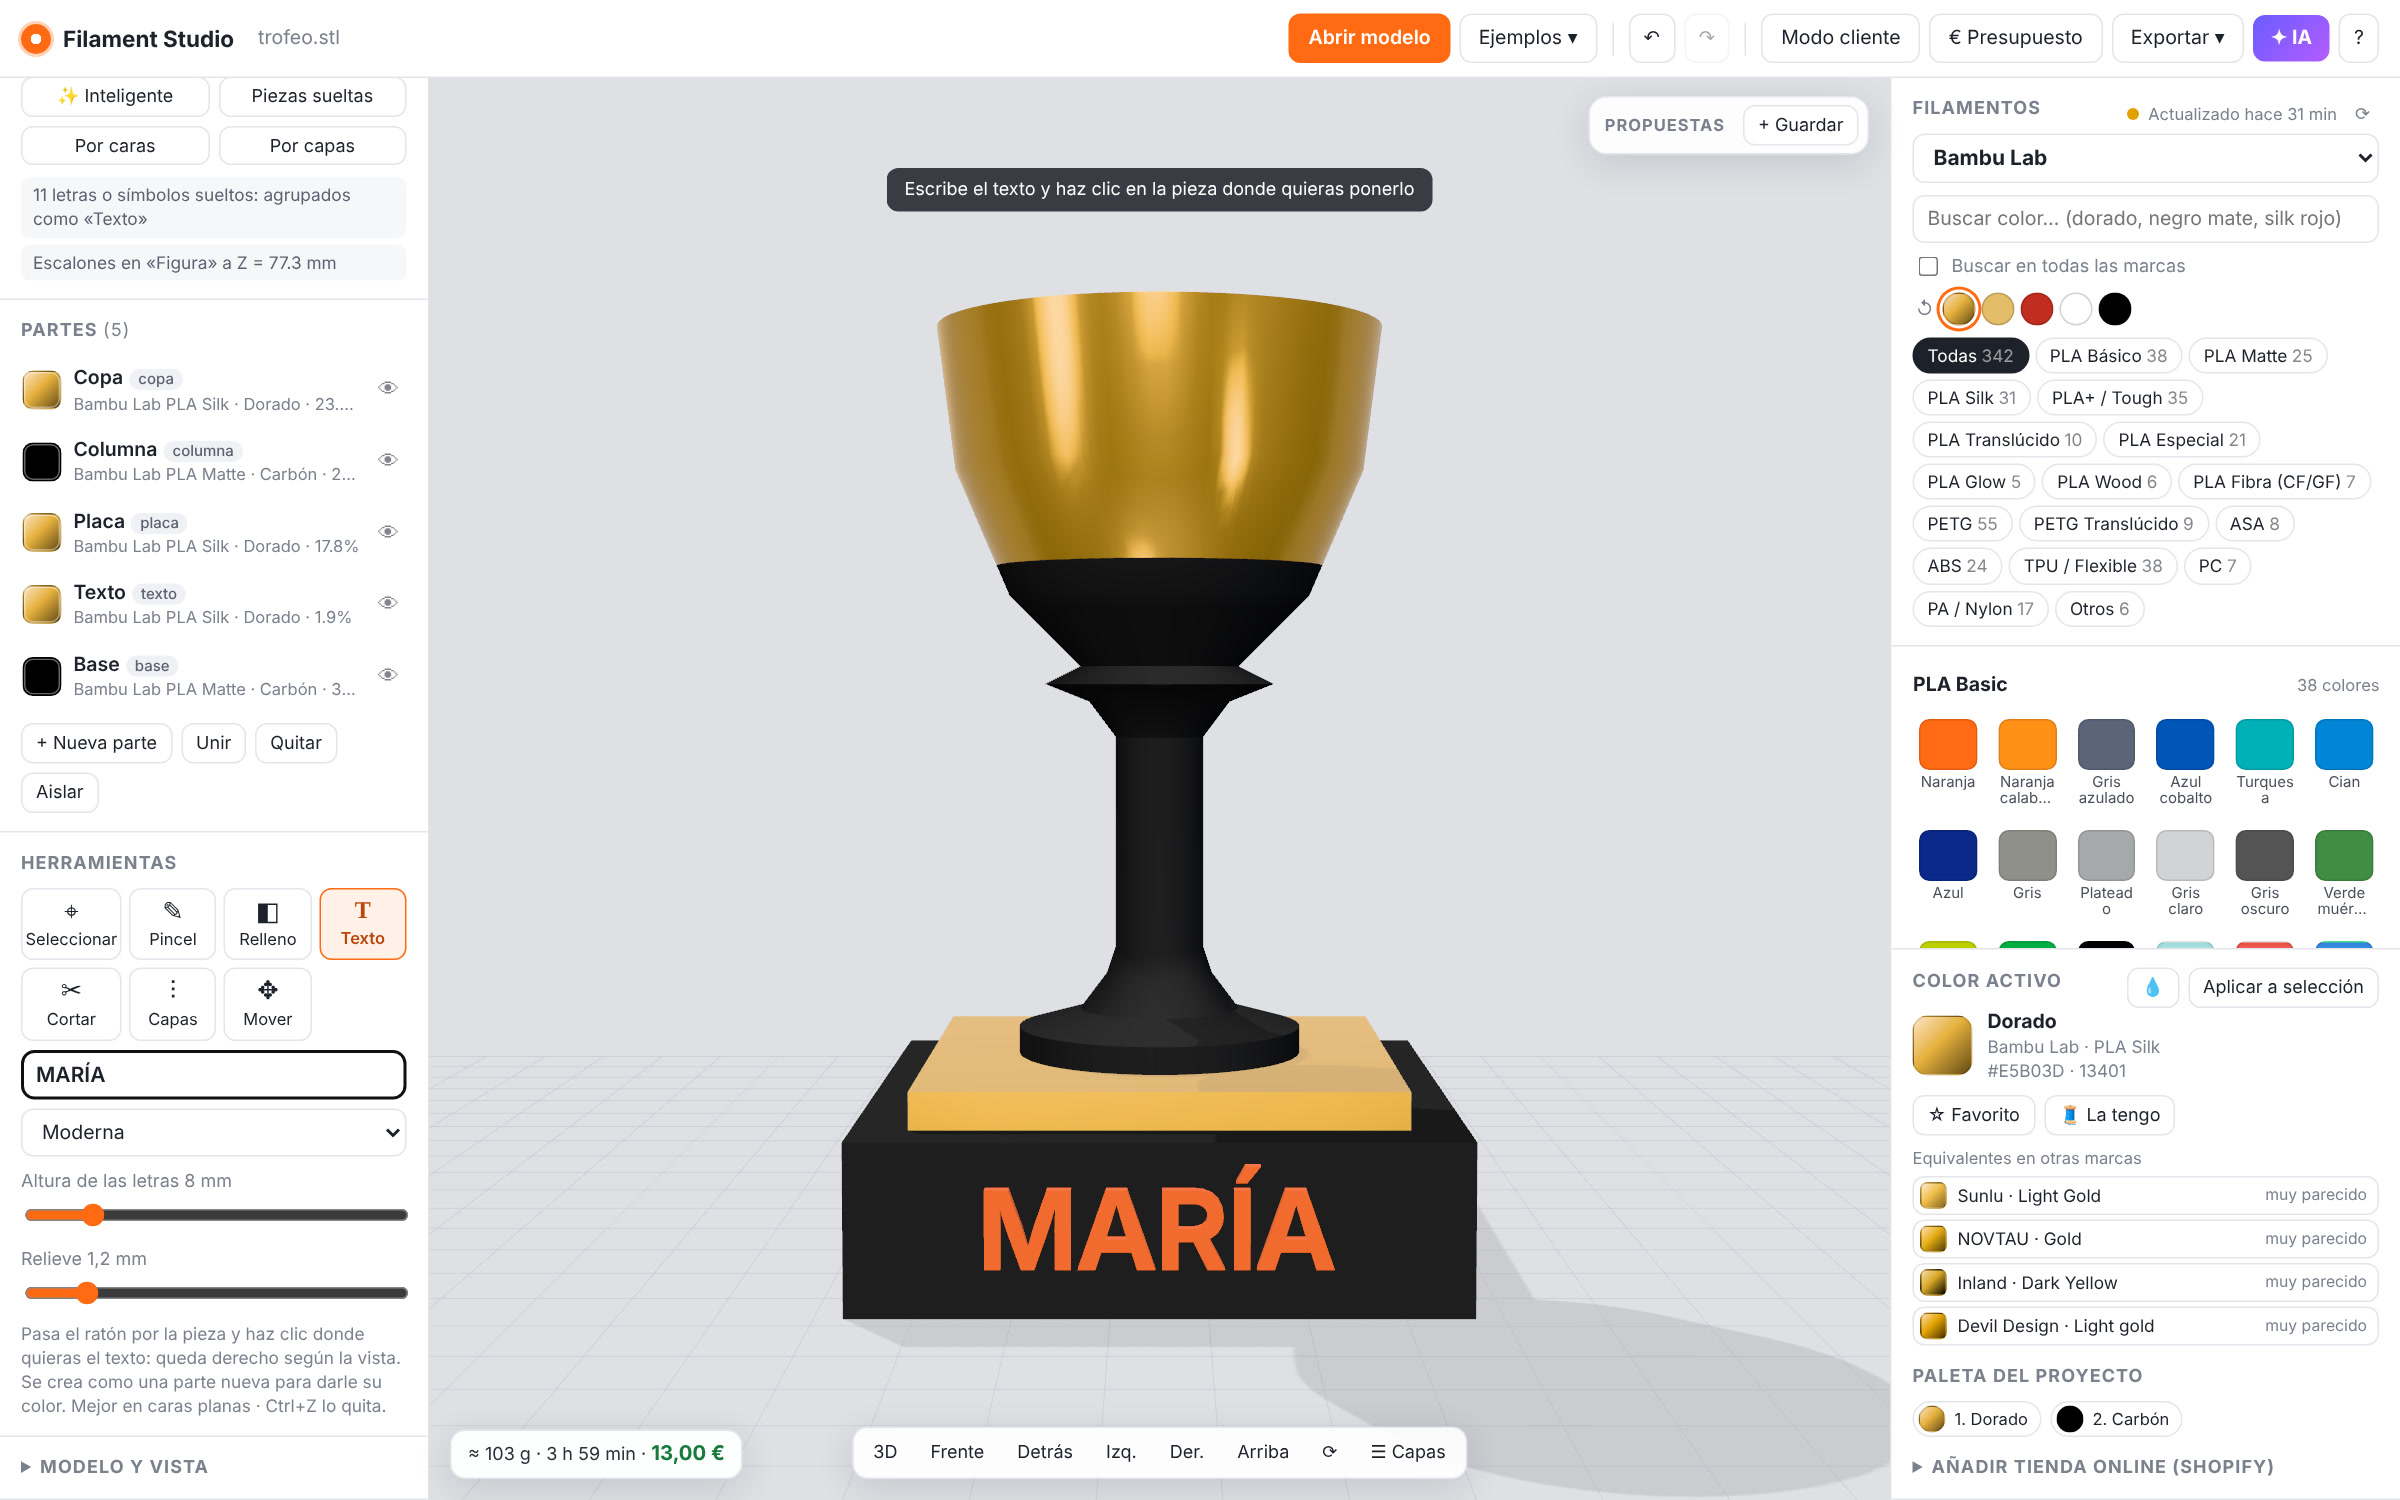 Filament Studio
trofeo.stl
Abrir modelo
Ejemplos ▾
↶
↷
Modo cliente
€ Presupuesto
Exportar ▾
✦ IA
?
✨ Inteligente
Piezas sueltas
Por caras
Por capas
11 letras o símbolos sueltos: agrupados
como «Texto»
Escalones en «Figura» a Z = 77.3 mm
PARTES (5)
Copa copa
Bambu Lab PLA Silk · Dorado · 23....
Columna columna
Bambu Lab PLA Matte · Carbón · 2...
Placa placa
Bambu Lab PLA Silk · Dorado · 17.8%
Texto texto
Bambu Lab PLA Silk · Dorado · 1.9%
Base base
Bambu Lab PLA Matte · Carbón · 3...
+ Nueva parte
Unir
Quitar
Aislar
HERRAMIENTAS
Seleccionar
Pincel
Relleno
T
Texto
Cortar
Capas
Mover
MARÍA
Moderna
Altura de las letras 8 mm
Relieve 1,2 mm
Pasa el ratón por la pieza y haz clic donde
quieras el texto: queda derecho según la vista.
Se crea como una parte nueva para darle su
color. Mejor en caras planas · Ctrl+Z lo quita.
▶ MODELO Y VISTA
PROPUESTAS
+ Guardar
Escribe el texto y haz clic en la pieza donde quieras ponerlo
MARÍA
≈ 103 g · 3 h 59 min · 13,00 €
3D
Frente
Detrás
Izq.
Der.
Arriba
⟳
☰ Capas
FILAMENTOS
Actualizado hace 31 min ⟳
Bambu Lab
Buscar color... (dorado, negro mate, silk rojo)
Buscar en todas las marcas
Todas 342
PLA Básico 38
PLA Matte 25
PLA Silk 31
PLA+ / Tough 35
PLA Translúcido 10
PLA Especial 21
PLA Glow 5
PLA Wood 6
PLA Fibra (CF/GF) 7
PETG 55
PETG Translúcido 9
ASA 8
ABS 24
TPU / Flexible 38
PC 7
PA / Nylon 17
Otros 6
PLA Basic
38 colores
Naranja
Naranja
calab...
Gris
azulado
Azul
cobalto
Turques
a
Cian
Azul
Gris
Platead
o
Gris
claro
Gris
oscuro
Verde
muér...
COLOR ACTIVO
Aplicar a selección
Dorado
Bambu Lab · PLA Silk
#E5B03D · 13401
☆ Favorito
🧵 La tengo
Equivalentes en otras marcas
Sunlu · Light Gold
muy parecido
NOVTAU · Gold
muy parecido
Inland · Dark Yellow
muy parecido
Devil Design · Light gold
muy parecido
PALETA DEL PROYECTO
1. Dorado
2. Carbón
▶ AÑADIR TIENDA ONLINE (SHOPIFY)